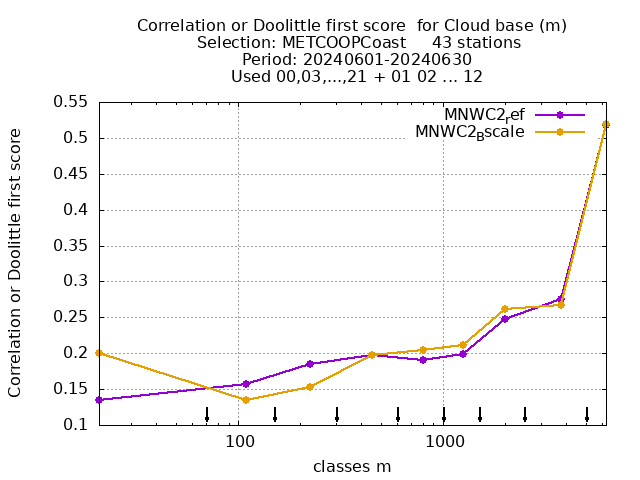 Correlation or Doolittle first score  for Cloud base (m)
Selection: METCOOPCoast     43 stations
Period: 20240601-20240630
Used 00,03,...,21 + 01 02 ... 12
MNWC2ref
MNWC2Bscale
0.55
0.5
0.45
0.4
0.35
0.3
0.25
0.2
0.15
0.1
Correlation or Doolittle first score
100
1000
classes m